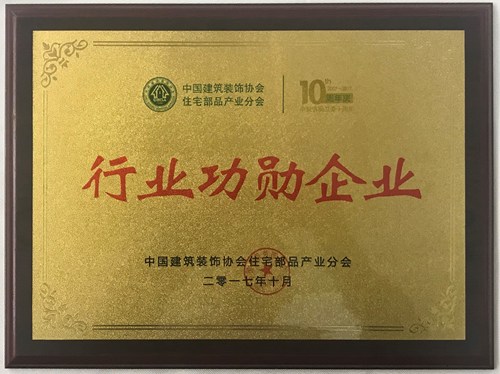 中国建筑装饰协会
住宅部品产业分会
10th
行业功勋企业
中国建筑装饰协会住宅部品产业分会
二零一七年十月